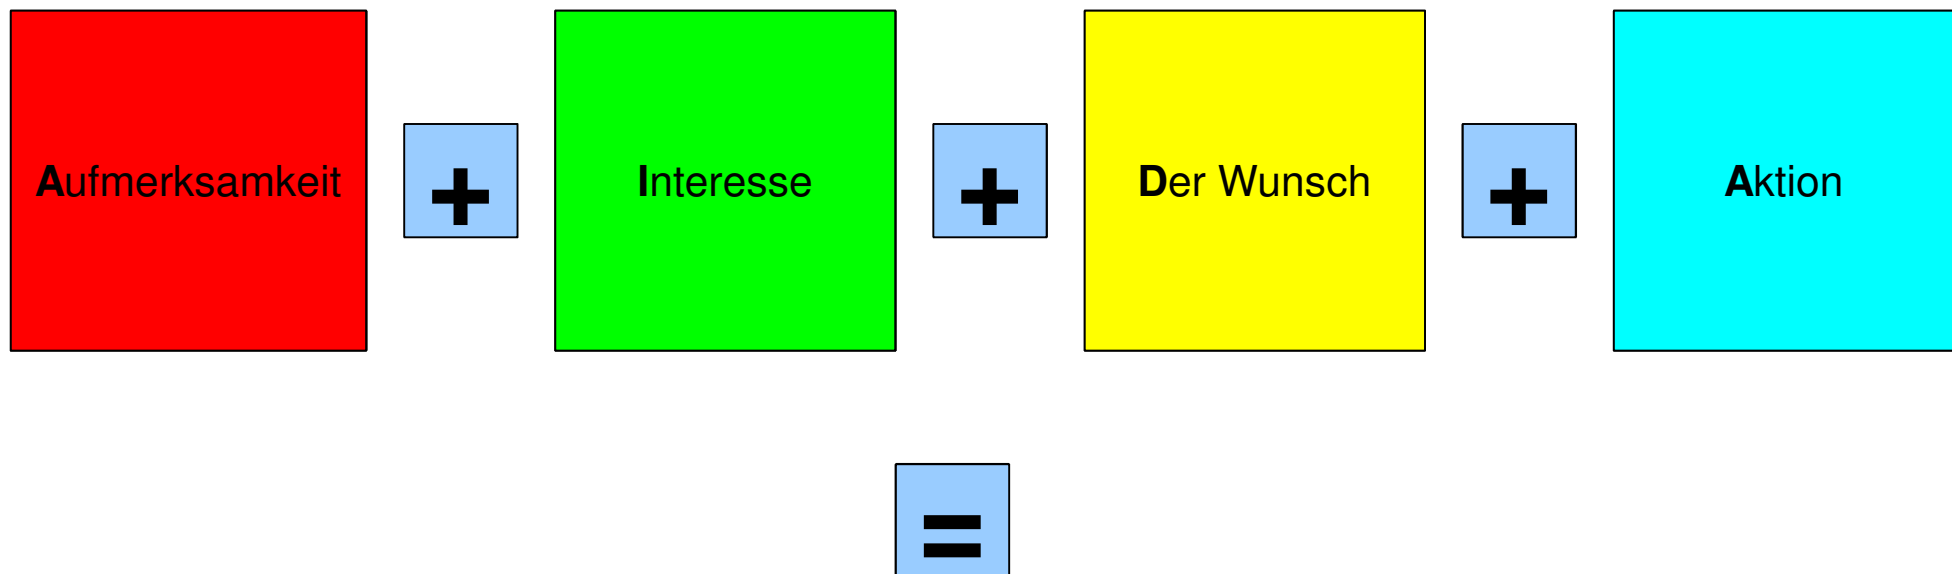 Aufmerksamkeit + Interesse + Der Wunsch + Aktion
=